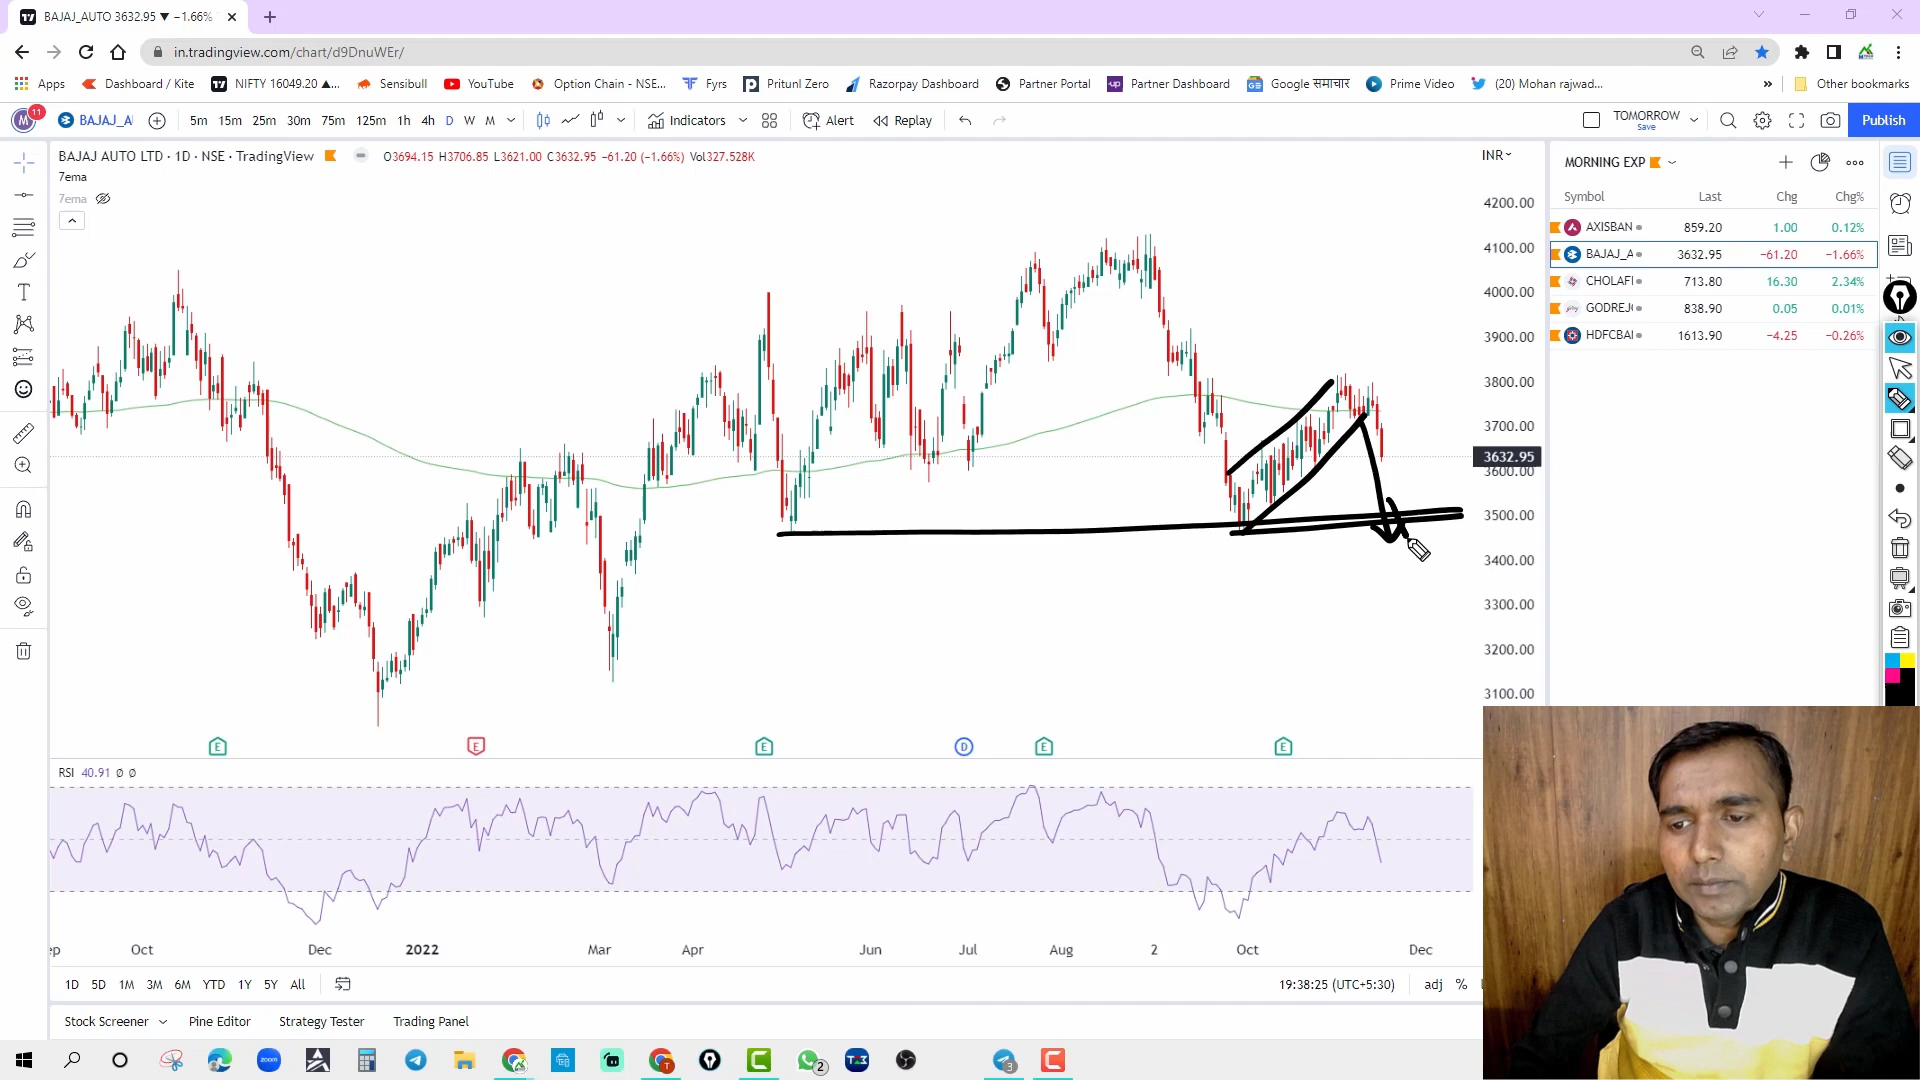 BAJAJ_AUTO 3632.95 ▼ −1.66%
in.tradingview.com/chart/d9DnuWEr/
Apps Dashboard / Kite NIFTY 16049.20 ▲... Sensibull YouTube Option Chain - NSE... Fyrs Pritunl Zero Razorpay Dashboard Partner Portal Partner Dashboard Google समाचार Prime Video (20) Mohan rajwad... » Other bookmarks
M 11 BAJAJ_A 5m 15m 25m 30m 75m 125m 1h 4h D W M Indicators Alert Replay TOMORROW Save Publish
BAJAJ AUTO LTD · 1D · NSE · TradingView O3694.15 H3706.85 L3621.00 C3632.95 −61.20 (−1.66%) Vol327.528K INR
7ema
7ema
4200.00
4100.00
4000.00
3900.00
3800.00
3700.00
3632.95
3600.00
3500.00
3400.00
3300.00
3200.00
3100.00
MORNING EXP
Symbol Last Chg Chg%
AXISBAN 859.20 1.00 0.12%
BAJAJ_A 3632.95 −61.20 −1.66%
CHOLAFI 713.80 16.30 2.34%
GODREJ 838.90 0.05 0.01%
HDFCBAI 1613.90 −4.25 −0.26%
E E E D E E
RSI 40.91 Ø Ø
Oct Dec 2022 Mar Apr Jun Jul Aug 2 Oct Dec
1D 5D 1M 3M 6M YTD 1Y 5Y All 19:38:25 (UTC+5:30) adj %
Stock Screener Pine Editor Strategy Tester Trading Panel
zoom T 2 3